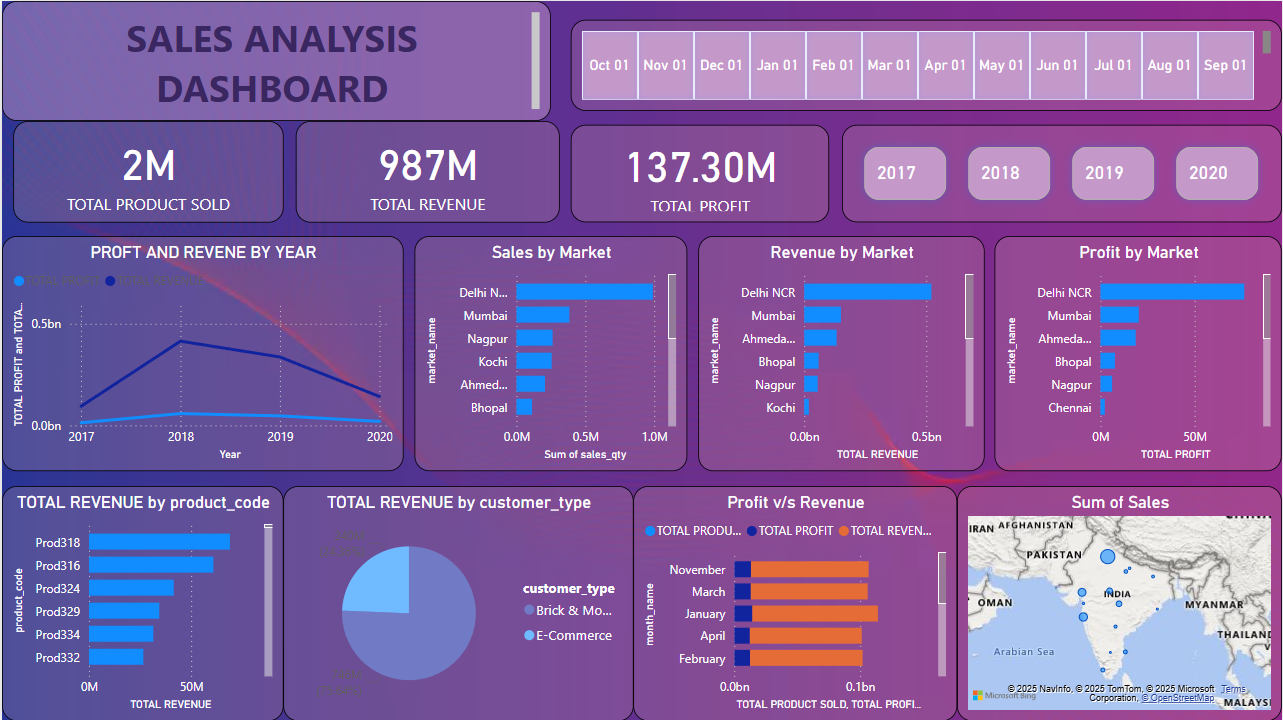 SALES ANALYSIS
DASHBOARD
Oct 01 Nov 01 Dec 01 Jan 01 Feb 01 Mar 01 Apr 01 May 01 Jun 01 Jul 01 Aug 01 Sep 01
2M
TOTAL PRODUCT SOLD
987M
TOTAL REVENUE
137.30M
TOTAL PROFIT
2017 2018 2019 2020
PROFT AND REVENE BY YEAR
TOTAL PROFIT TOTAL REVENUE
TOTAL PROFIT and TOTA...
0.5bn
0.0bn
2017 2018 2019 2020
Year
Sales by Market
market_name
Delhi N...
Mumbai
Nagpur
Kochi
Ahmed...
Bhopal
0.0M 0.5M 1.0M
Sum of sales_qty
Revenue by Market
market_name
Delhi NCR
Mumbai
Ahmeda...
Bhopal
Nagpur
Kochi
0.0bn 0.5bn
TOTAL REVENUE
Profit by Market
market_name
Delhi NCR
Mumbai
Ahmeda...
Bhopal
Nagpur
Chennai
0M 50M
TOTAL PROFIT
TOTAL REVENUE by product_code
product_code
Prod318
Prod316
Prod324
Prod329
Prod334
Prod332
0M 50M
TOTAL REVENUE
TOTAL REVENUE by customer_type
customer_type
Brick & Mo...
E-Commerce
Profit v/s Revenue
TOTAL PRODU... TOTAL PROFIT TOTAL REVEN...
month_name
November
March
January
April
February
0.0bn 0.1bn
TOTAL PRODUCT SOLD, TOTAL PROFI...
Sum of Sales
IRAN AFGHANISTAN
PAKISTAN
OMAN
INDIA
MYANMAR
THAILAND
Arabian Sea
MALAYS
Microsoft Bing
© 2025 NavInfo, © 2025 TomTom, © 2025 Microsoft Terms
Corporation, © OpenStreetMap